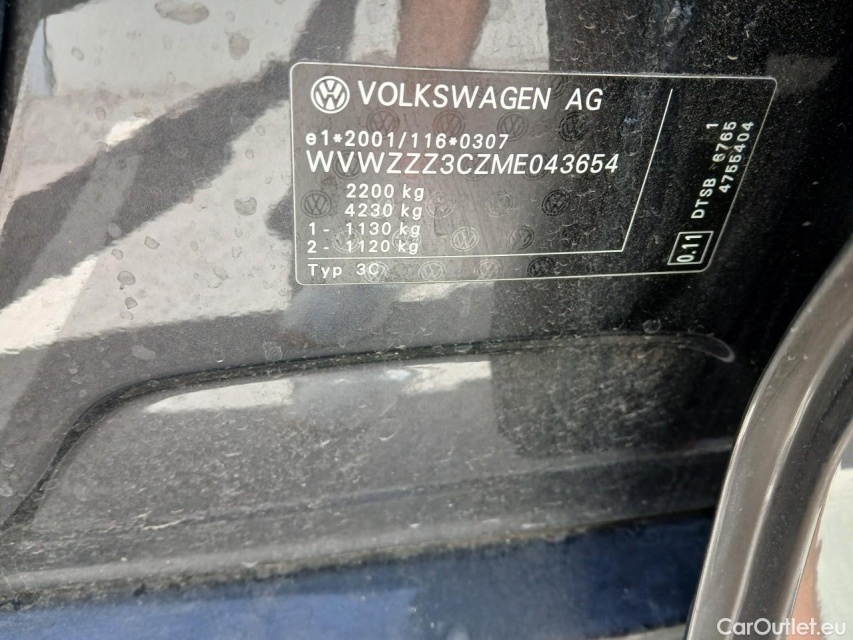 VOLKSWAGEN AG
e1*2001/116*0307
WVWZZZ3CZME043654
2200 kg
4230 kg
1 - 1130 kg
2 - 1120 kg
Typ 3C
0.11
DTSB 6765 1
4755404
CarOutlet.eu